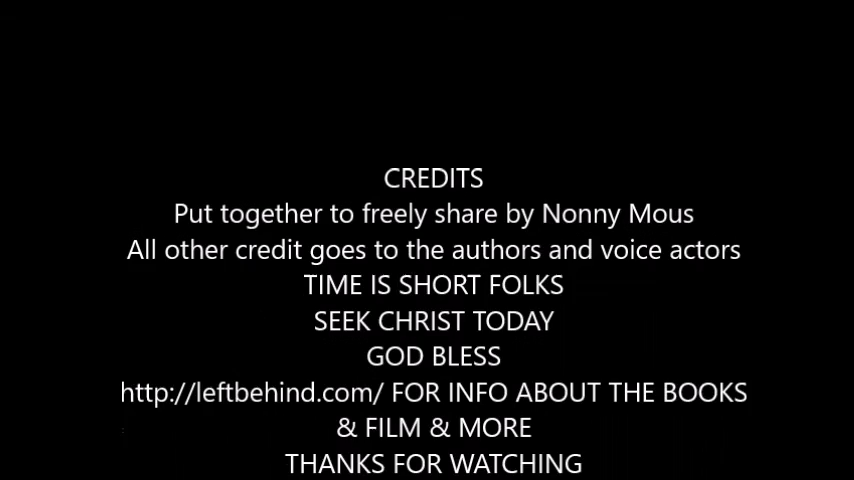 CREDITS
Put together to freely share by Nonny Mous
All other credit goes to the authors and voice actors
TIME IS SHORT FOLKS
SEEK CHRIST TODAY
GOD BLESS
http://leftbehind.com/ FOR INFO ABOUT THE BOOKS
& FILM & MORE
THANKS FOR WATCHING